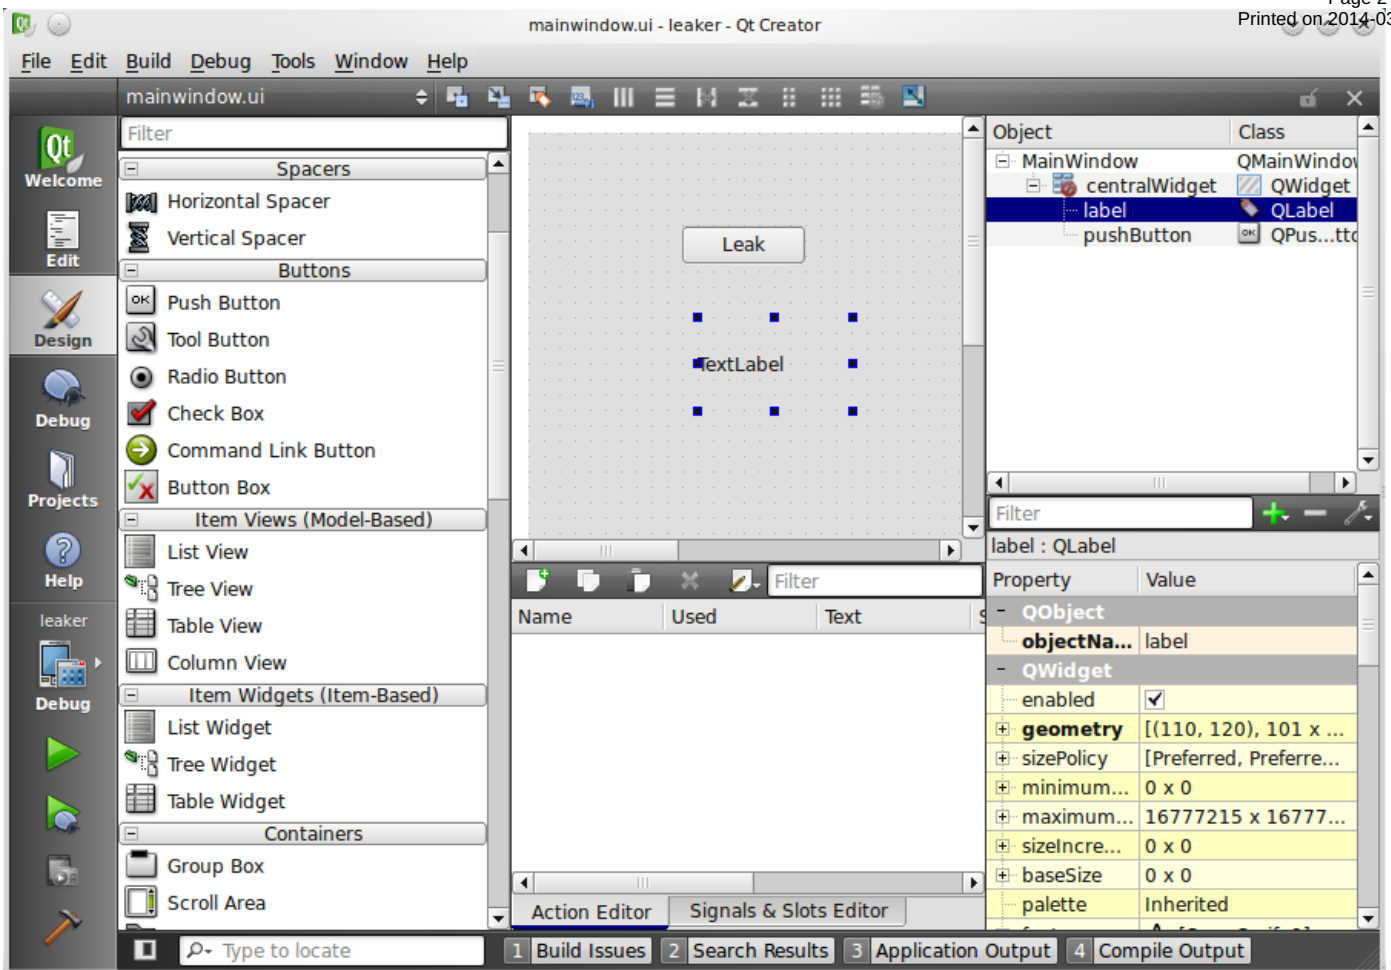 Page 2
Printed on 2014-03
mainwindow.ui - leaker - Qt Creator
File Edit Build Debug Tools Window Help
mainwindow.ui
Qt
Welcome
Edit
Design
Debug
Projects
Help
leaker
Debug
Filter
Spacers
Horizontal Spacer
Vertical Spacer
Buttons
OK Push Button
Tool Button
Radio Button
Check Box
Command Link Button
Button Box
Item Views (Model-Based)
List View
Tree View
Table View
Column View
Item Widgets (Item-Based)
List Widget
Tree Widget
Table Widget
Containers
Group Box
Scroll Area
Leak
TextLabel
Filter
Name Used Text
Action Editor Signals & Slots Editor
Object Class
MainWindow QMainWindow
centralWidget QWidget
label QLabel
pushButton OK QPus...tto
Filter
label : QLabel
Property Value
QObject
objectNa... label
QWidget
enabled
geometry [(110, 120), 101 x ...
sizePolicy [Preferred, Preferre...
minimum... 0 x 0
maximum... 16777215 x 16777...
sizeIncre... 0 x 0
baseSize 0 x 0
palette Inherited
Type to locate
1 Build Issues 2 Search Results 3 Application Output 4 Compile Output